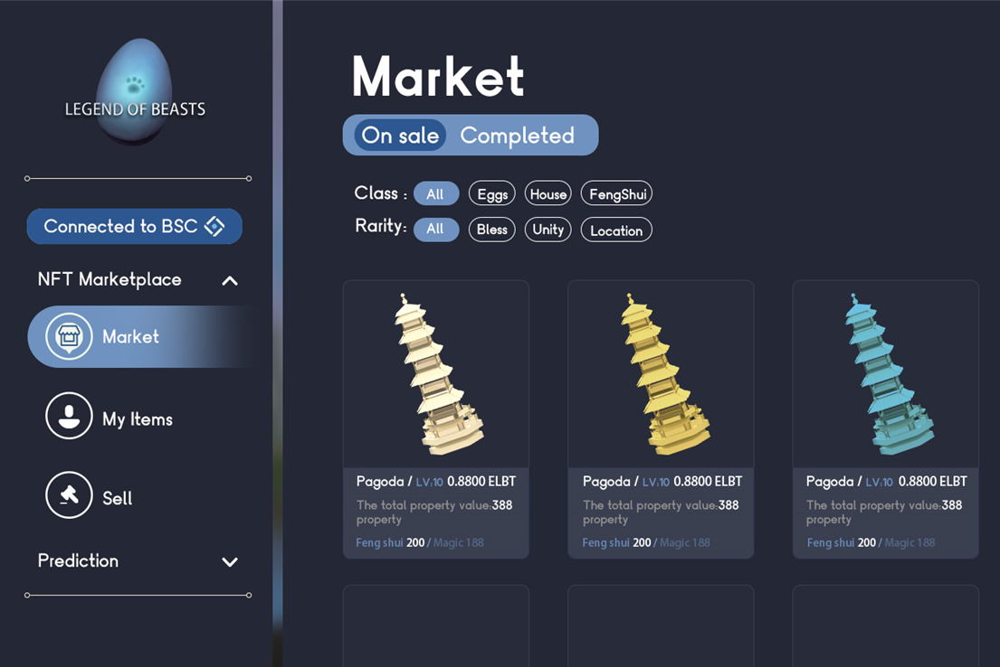 LEGEND OF BEASTS
Connected to BSC
NFT Marketplace
Market
My Items
Sell
Prediction
Market
On sale Completed
Class : All Eggs House FengShui
Rarity: All Bless Unity Location
Pagoda / LV:10 0.8800 ELBT
The total property value:388
property
Feng shui 200 / Magic 188
Pagoda / LV:10 0.8800 ELBT
The total property value:388
property
Feng shui 200 / Magic 188
Pagoda / LV:10 0.8800 ELBT
The total property value:388
property
Feng shui 200 / Magic 188